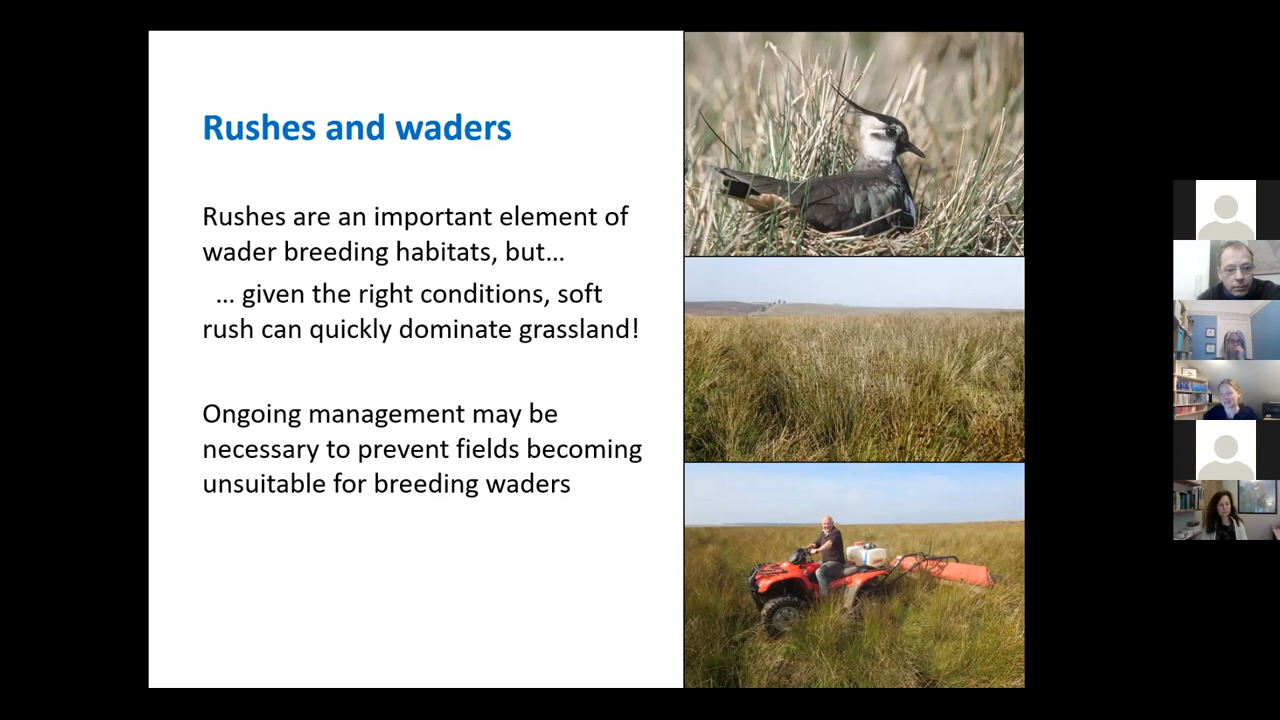 Rushes and waders
Rushes are an important element of
wader breeding habitats, but…
… given the right conditions, soft
rush can quickly dominate grassland!
Ongoing management may be
necessary to prevent fields becoming
unsuitable for breeding waders